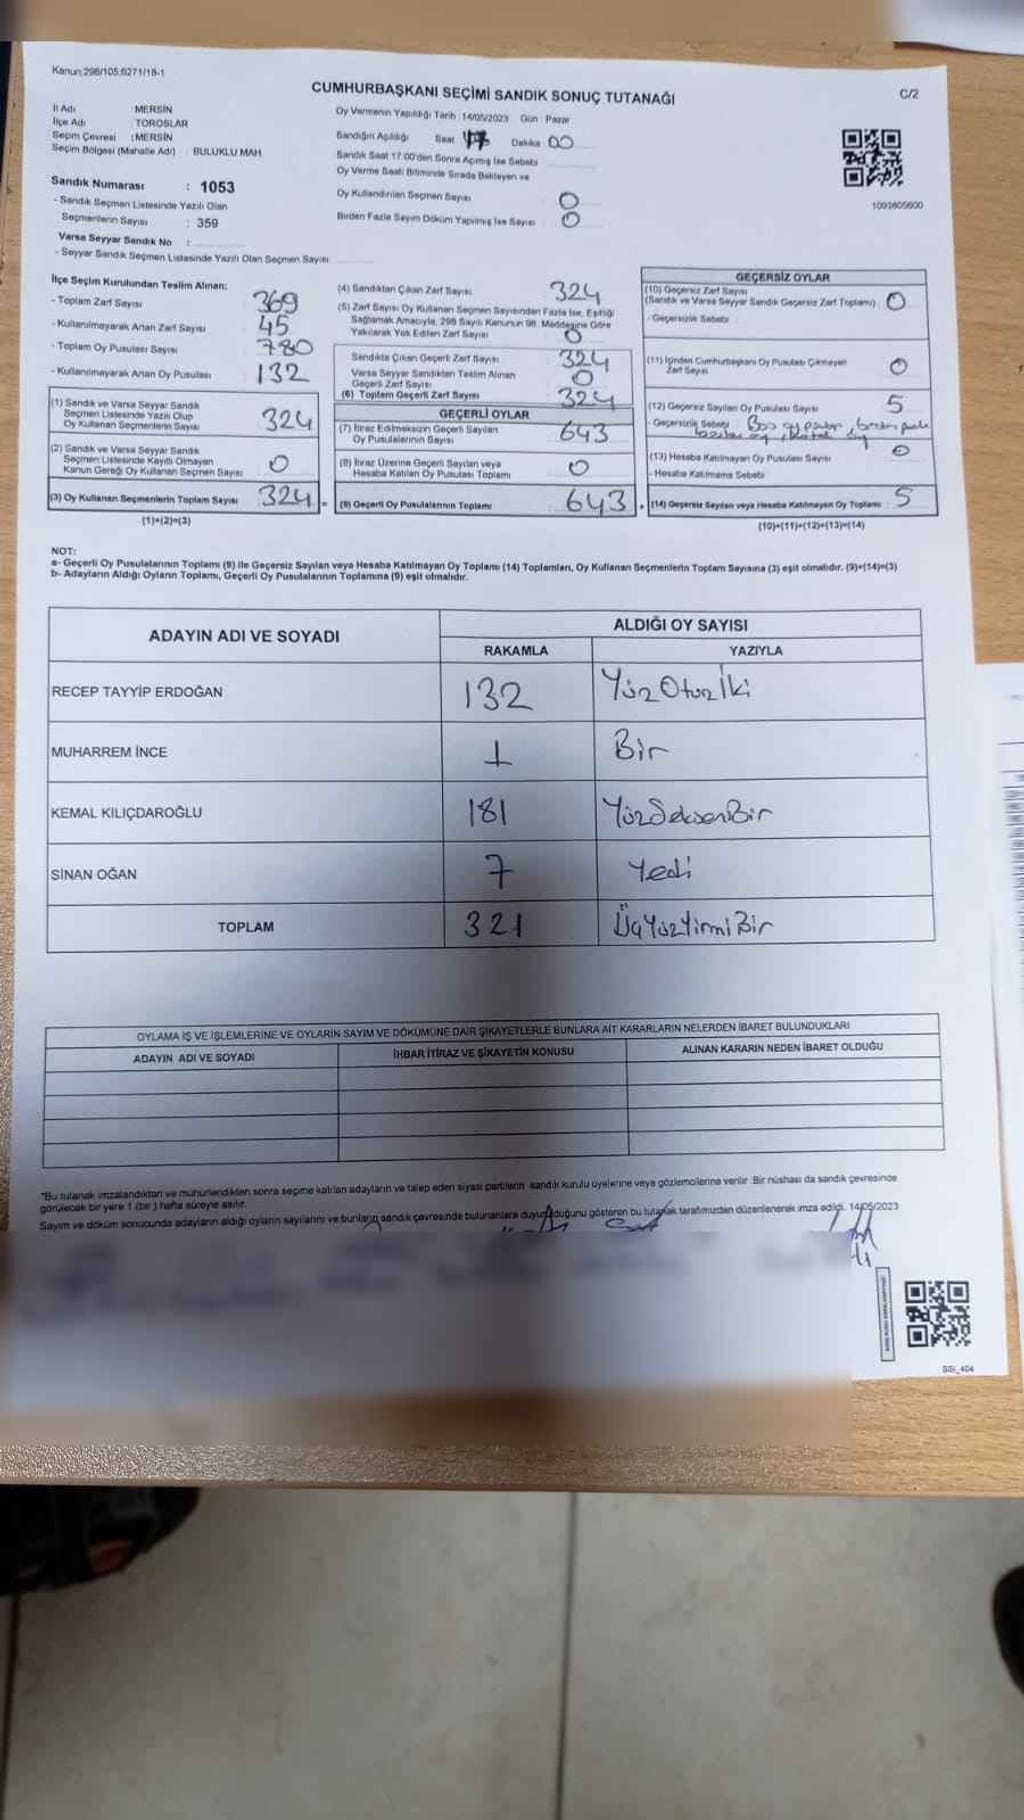 Kanun:298/105;6271/18-1
CUMHURBAŞKANI SEÇİMİ SANDIK SONUÇ TUTANAĞI
C/2
İl Adı : MERSİN
İlçe Adı : TOROSLAR
Seçim Çevresi : MERSİN
Seçim Bölgesi (Mahalle Adı) : BULUKLU MAH
Sandık Numarası : 1053
- Sandık Seçmen Listesinde Yazılı Olan
Seçmenlerin Sayısı : 359
Varsa Seyyar Sandık No :
- Seyyar Sandık Seçmen Listesinde Yazılı Olan Seçmen Sayısı
Oy Vermenin Yapıldığı Tarih : 14/05/2023 Gün : Pazar
Sandığın Açıldığı Saat 17 Dakika 00
Sandık Saat 17:00'den Sonra Açımış İse Sebebi
Oy Verme Saati Bitiminde Sırada Bekleyen ve
Oy Kullandırılan Seçmen Sayısı 0
Birden Fazla Sayım Döküm Yapılmış İse Sayısı 0
1093805600
İlçe Seçim Kurulundan Teslim Alınan:
- Toplam Zarf Sayısı 369
- Kullanılmayarak Artan Zarf Sayısı 45
- Toplam Oy Pusulası Sayısı 780
- Kullanılmayarak Artan Oy Pusulası 132
(1) Sandık ve Varsa Seyyar Sandık
Seçmen Listesinde Yazılı Olup
Oy Kullanan Seçmenlerin Sayısı 324
(2) Sandık ve Varsa Seyyar Sandık
Seçmen Listesinde Kayıtlı Olmayan
Kanun Gereği Oy Kullanan Seçmen Sayısı 0
(3) Oy Kullanan Seçmenlerin Toplam Sayısı 324 =
(1)+(2)=(3)
(4) Sandıktan Çıkan Zarf Sayısı 324
(5) Zarf Sayısı Oy Kullanan Seçmen Sayısından Fazla İse, Eşitliği
Sağlamak Amacıyla, 298 Sayılı Kanunun 98. Maddesine Göre
Yakılarak Yok Edilen Zarf Sayısı 0
Sandıkta Çıkan Geçerli Zarf Sayısı 324
Varsa Seyyar Sandıktan Teslim Alınan
Geçerli Zarf Sayısı 0
(6) Toplam Geçerli Zarf Sayısı 324
GEÇERLİ OYLAR
(7) İtiraz Edilmeksizin Geçerli Sayılan
Oy Pusulalarının Sayısı 643
(8) İtiraz Üzerine Geçerli Sayılan veya
Hesaba Katılan Oy Pusulası Toplamı 0
(9) Geçerli Oy Pusulalarının Toplamı 643 +
GEÇERSİZ OYLAR
(10) Geçersiz Zarf Sayısı
(Sandık ve Varsa Seyyar Sandık Geçersiz Zarf Toplamı) 0
- Geçersizlik Sebebi
(11) İçinden Cumhurbaşkanı Oy Pusulası Çıkmayan
Zarf Sayısı 0
(12) Geçersiz Sayılan Oy Pusulası Sayısı 5
- Geçersizlik Sebebi Boş oy
(13) Hesaba Katılmayan Oy Pusulası Sayısı 0
- Hesaba Katılmama Sebebi
(14) Geçersiz Sayılan veya Hesaba Katılmayan Oy Toplamı 5
(10)+(11)+(12)+(13)=(14)
NOT:
a- Geçerli Oy Pusulalarının Toplamı (9) ile Geçersiz Sayılan veya Hesaba Katılmayan Oy Toplamı (14) Toplamları, Oy Kullanan Seçmenlerin Toplam Sayısına (3) eşit olmalıdır. (9)+(14)=(3)
b- Adayların Aldığı Oyların Toplamı, Geçerli Oy Pusulalarının Toplamına (9) eşit olmalıdır.
ADAYIN ADI VE SOYADI
ALDIĞI OY SAYISI
RAKAMLA YAZIYLA
RECEP TAYYİP ERDOĞAN 132 YüzOtuzİki
MUHARREM İNCE 1 Bir
KEMAL KILIÇDAROĞLU 181 YüzSeksenBir
SİNAN OĞAN 7 Yedi
TOPLAM 321 ÜçYüzYirmiBir
OYLAMA İŞ VE İŞLEMLERİNE VE OYLARIN SAYIM VE DÖKÜMÜNE DAİR ŞİKAYETLERLE BUNLARA AİT KARARLARIN NELERDEN İBARET BULUNDUKLARI
ADAYIN ADI VE SOYADI İHBAR İTİRAZ VE ŞİKAYETİN KONUSU ALINAN KARARIN NEDEN İBARET OLDUĞU
"Bu tutanak imzalandıktan ve mühürlendikten sonra seçime katılan adayların ve talep eden siyasi partilerin sandık kurulu üyelerine veya gözlemcilerine verilir. Bir nüshası da sandık çevresinde
görülecek bir yere 1 (bir ) hafta süreyle asılır.
Sayım ve döküm sonucunda adayların aldığı oyların sayılarını ve bunların sandık çevresinde bulunanlara duyurulduğunu gösteren bu tutanak tarafımızdan düzenlenerek imza edildi. 14/05/2023
SSI_404